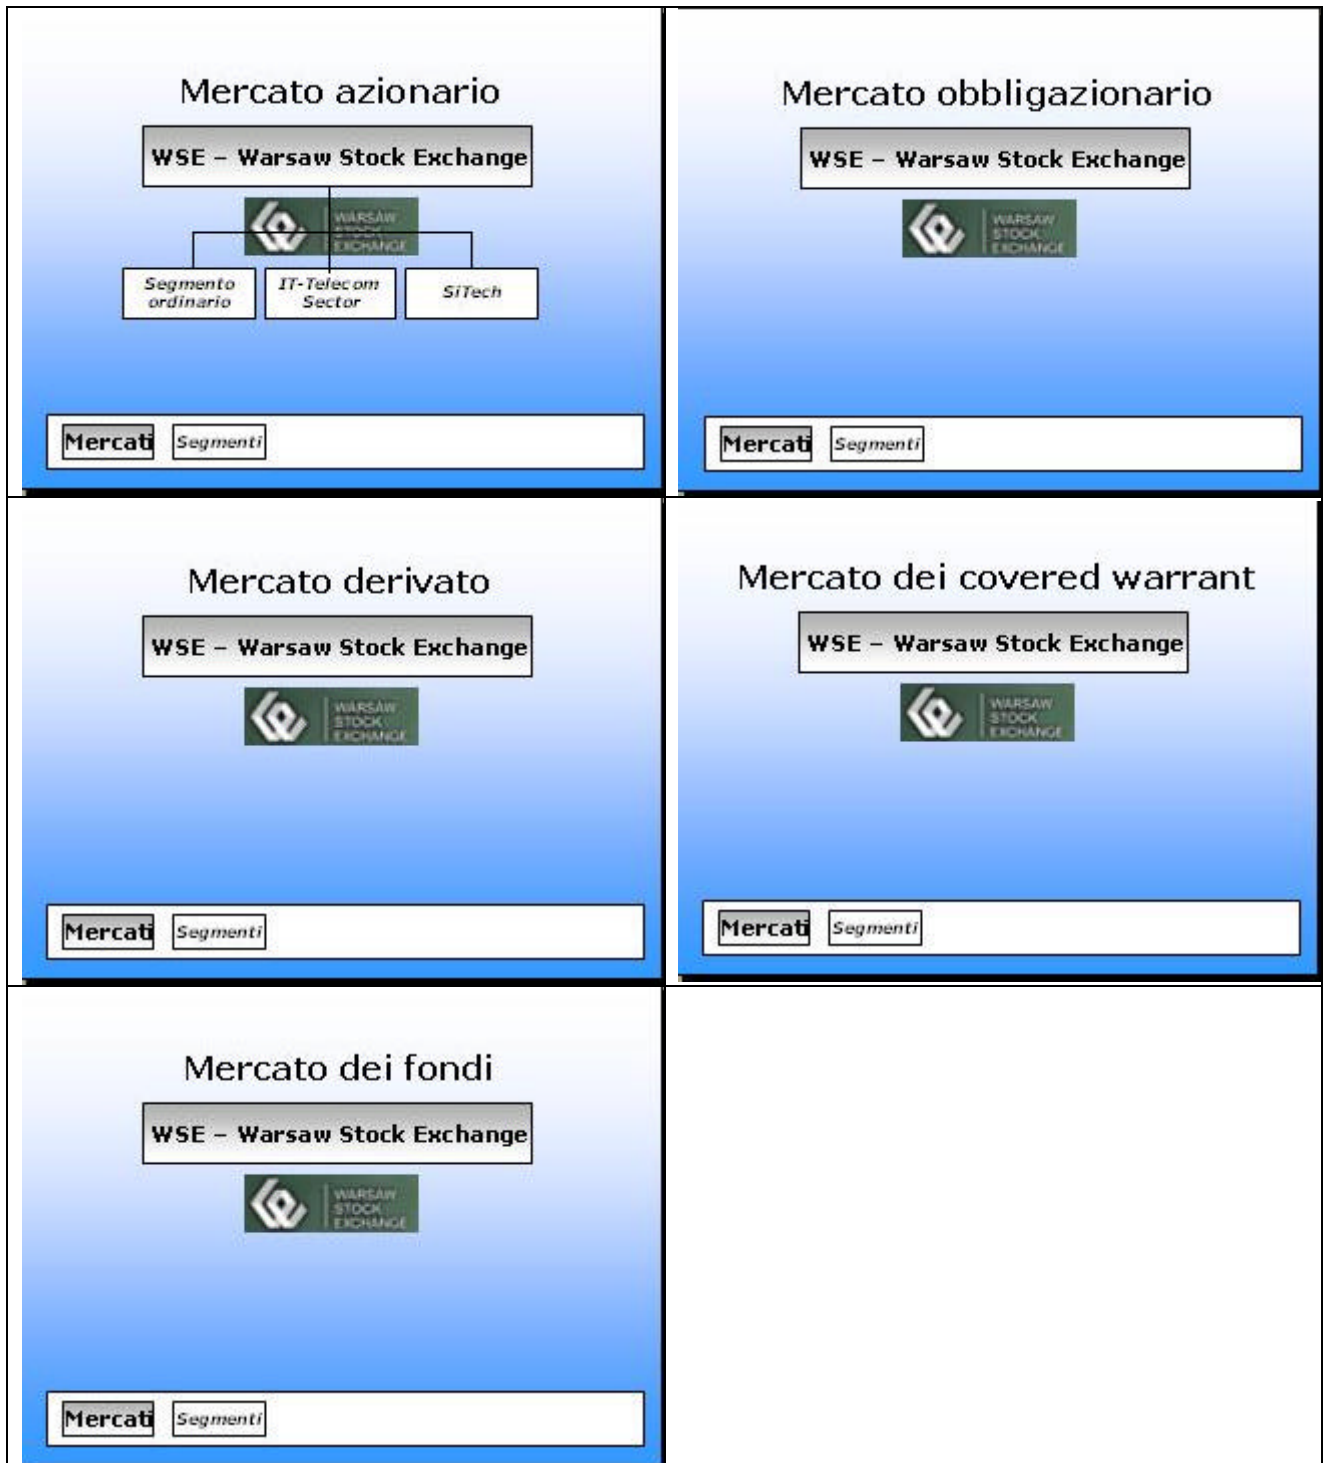 Mercato azionario
WSE – Warsaw Stock Exchange
WARSAW
STOCK
EXCHANGE
Segmento
ordinario
IT-Telecom
Sector
SiTech
Mercati
Segmenti
Mercato obbligazionario
WSE – Warsaw Stock Exchange
WARSAW
STOCK
EXCHANGE
Mercati
Segmenti
Mercato derivato
WSE – Warsaw Stock Exchange
WARSAW
STOCK
EXCHANGE
Mercati
Segmenti
Mercato dei covered warrant
WSE – Warsaw Stock Exchange
WARSAW
STOCK
EXCHANGE
Mercati
Segmenti
Mercato dei fondi
WSE – Warsaw Stock Exchange
WARSAW
STOCK
EXCHANGE
Mercati
Segmenti